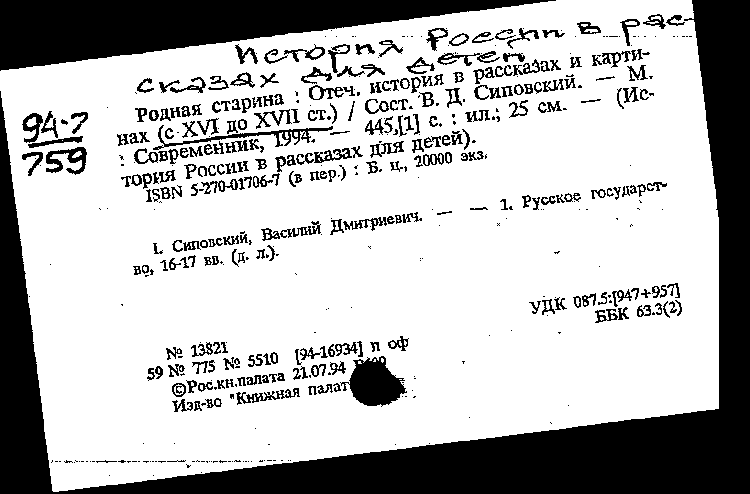 История России в рас-
сказах для детей
94-7
759
Родная старина : Отеч. история в рассказах и карти-
нах (с XVI до XVII ст.) / Сост. В. Д. Сиповский. — М.
: Современник, 1994. — 445,[1] с. : ил.; 25 см. — (Ис-
тория России в рассказах для детей).
ISBN 5-270-01706-7 (в пер.) : Б. ц., 20000 экз.
I. Сиповский, Василий Дмитриевич. — — 1. Русское государст-
во, 16-17 вв. (д. л.).
УДК 087.5:[947+957]
ББК 63.3(2)
№ 13821
59 № 775 № 5510 [94-16934] п оф
©Рос.кн.палата 21.07.94
Изд-во "Книжная палат